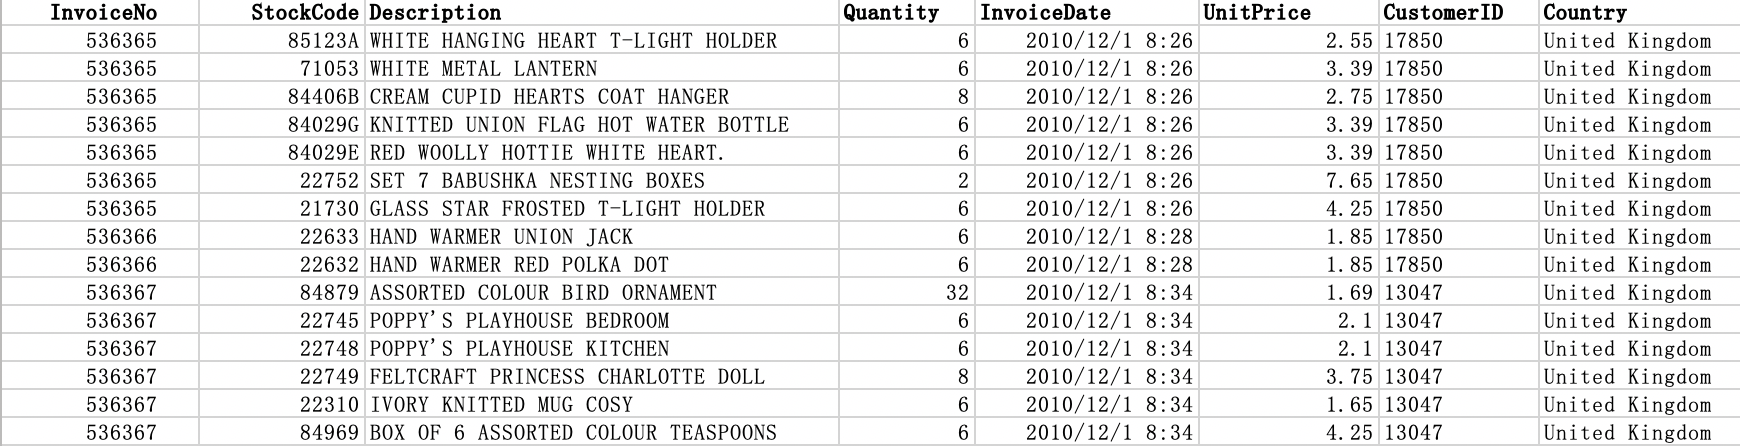 InvoiceNo StockCode Description Quantity InvoiceDate UnitPrice CustomerID Country
536365 85123A WHITE HANGING HEART T-LIGHT HOLDER 6 2010/12/1 8:26 2.55 17850 United Kingdom
536365 71053 WHITE METAL LANTERN 6 2010/12/1 8:26 3.39 17850 United Kingdom
536365 84406B CREAM CUPID HEARTS COAT HANGER 8 2010/12/1 8:26 2.75 17850 United Kingdom
536365 84029G KNITTED UNION FLAG HOT WATER BOTTLE 6 2010/12/1 8:26 3.39 17850 United Kingdom
536365 84029E RED WOOLLY HOTTIE WHITE HEART. 6 2010/12/1 8:26 3.39 17850 United Kingdom
536365 22752 SET 7 BABUSHKA NESTING BOXES 2 2010/12/1 8:26 7.65 17850 United Kingdom
536365 21730 GLASS STAR FROSTED T-LIGHT HOLDER 6 2010/12/1 8:26 4.25 17850 United Kingdom
536366 22633 HAND WARMER UNION JACK 6 2010/12/1 8:28 1.85 17850 United Kingdom
536366 22632 HAND WARMER RED POLKA DOT 6 2010/12/1 8:28 1.85 17850 United Kingdom
536367 84879 ASSORTED COLOUR BIRD ORNAMENT 32 2010/12/1 8:34 1.69 13047 United Kingdom
536367 22745 POPPY'S PLAYHOUSE BEDROOM 6 2010/12/1 8:34 2.1 13047 United Kingdom
536367 22748 POPPY'S PLAYHOUSE KITCHEN 6 2010/12/1 8:34 2.1 13047 United Kingdom
536367 22749 FELTCRAFT PRINCESS CHARLOTTE DOLL 8 2010/12/1 8:34 3.75 13047 United Kingdom
536367 22310 IVORY KNITTED MUG COSY 6 2010/12/1 8:34 1.65 13047 United Kingdom
536367 84969 BOX OF 6 ASSORTED COLOUR TEASPOONS 6 2010/12/1 8:34 4.25 13047 United Kingdom